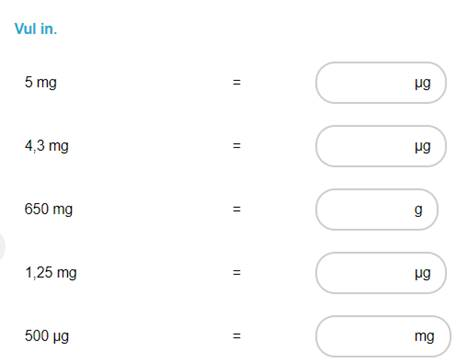 Vul in.
5 mg = µg
4,3 mg = µg
650 mg = g
1,25 mg = µg
500 µg = mg